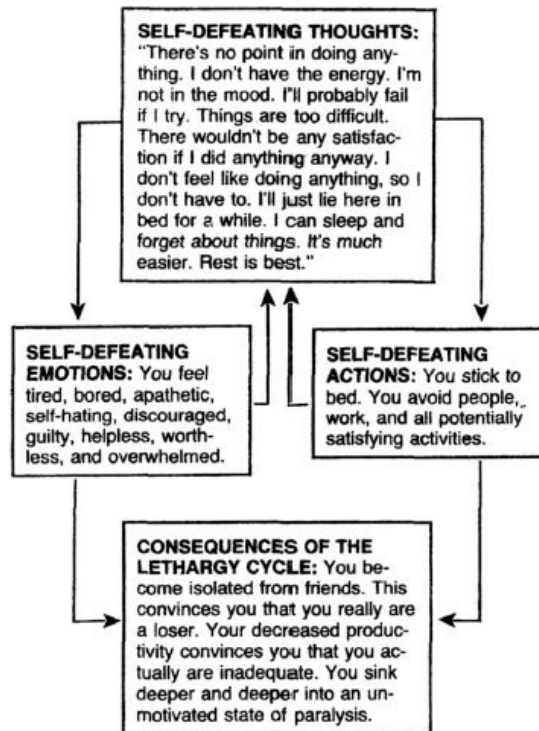 SELF-DEFEATING THOUGHTS:
"There's no point in doing any-
thing. I don't have the energy. I'm
not in the mood. I'll probably fail
if I try. Things are too difficult.
There wouldn't be any satisfac-
tion if I did anything anyway. I
don't feel like doing anything, so I
don't have to. I'll just lie here in
bed for a while. I can sleep and
forget about things. It's much
easier. Rest is best."
SELF-DEFEATING
EMOTIONS: You feel
tired, bored, apathetic,
self-hating, discouraged,
guilty, helpless, worth-
less, and overwhelmed.
SELF-DEFEATING
ACTIONS: You stick to
bed. You avoid people,
work, and all potentially
satisfying activities.
CONSEQUENCES OF THE
LETHARGY CYCLE: You be-
come isolated from friends. This
convinces you that you really are
a loser. Your decreased produc-
tivity convinces you that you ac-
tually are inadequate. You sink
deeper and deeper into an un-
motivated state of paralysis.